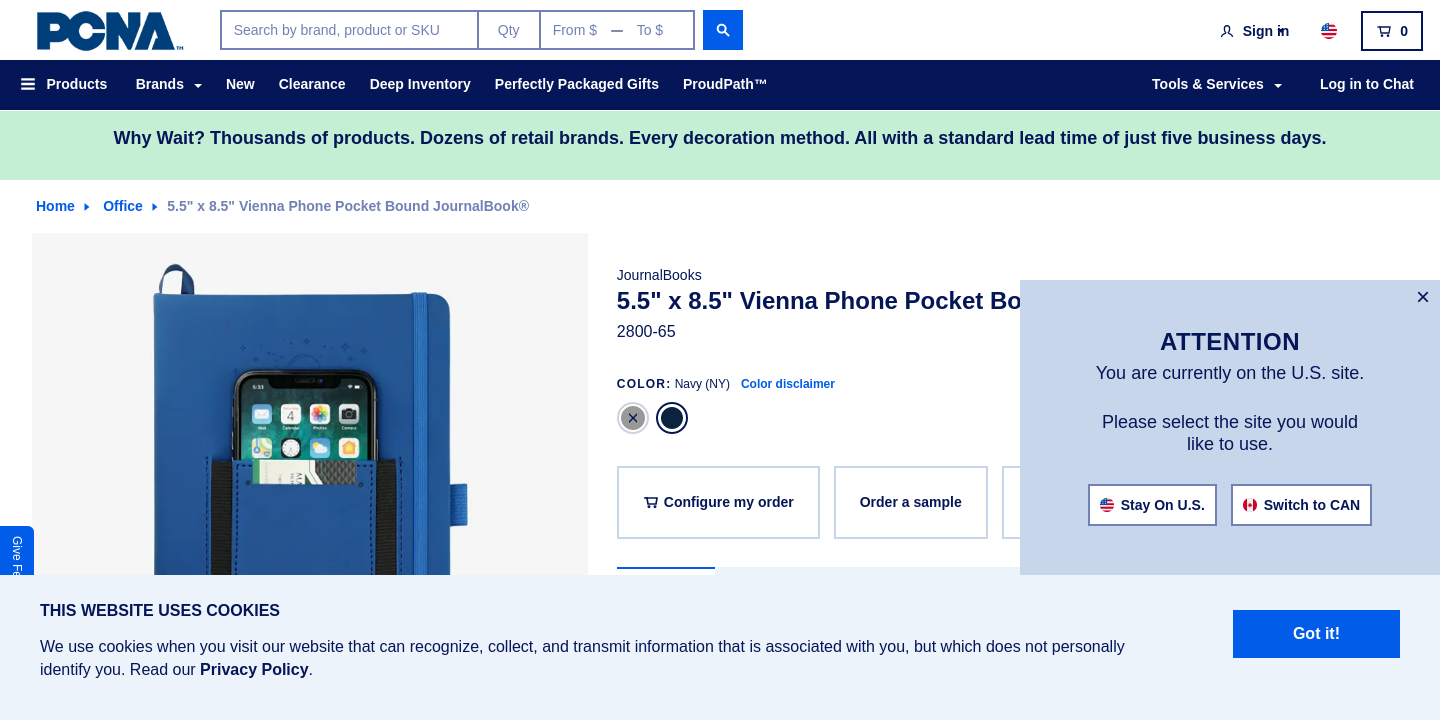 PCNA™
Search by brand, product or SKU
Qty
From $
To $
Sign in
0
Products
Brands
New
Clearance
Deep Inventory
Perfectly Packaged Gifts
ProudPath™
Tools & Services
Log in to Chat
Why Wait? Thousands of products. Dozens of retail brands. Every decoration method. All with a standard lead time of just five business days.
Home
Office
5.5" x 8.5" Vienna Phone Pocket Bound JournalBook®
JournalBooks
5.5" x 8.5" Vienna Phone Pocket Bo
2800-65
COLOR: Navy (NY) Color disclaimer
Configure my order
Order a sample
ATTENTION
You are currently on the U.S. site.
Please select the site you would
like to use.
Stay On U.S.
Switch to CAN
5:33
4
Give Fe
THIS WEBSITE USES COOKIES
We use cookies when you visit our website that can recognize, collect, and transmit information that is associated with you, but which does not personally
identify you. Read our Privacy Policy.
Got it!